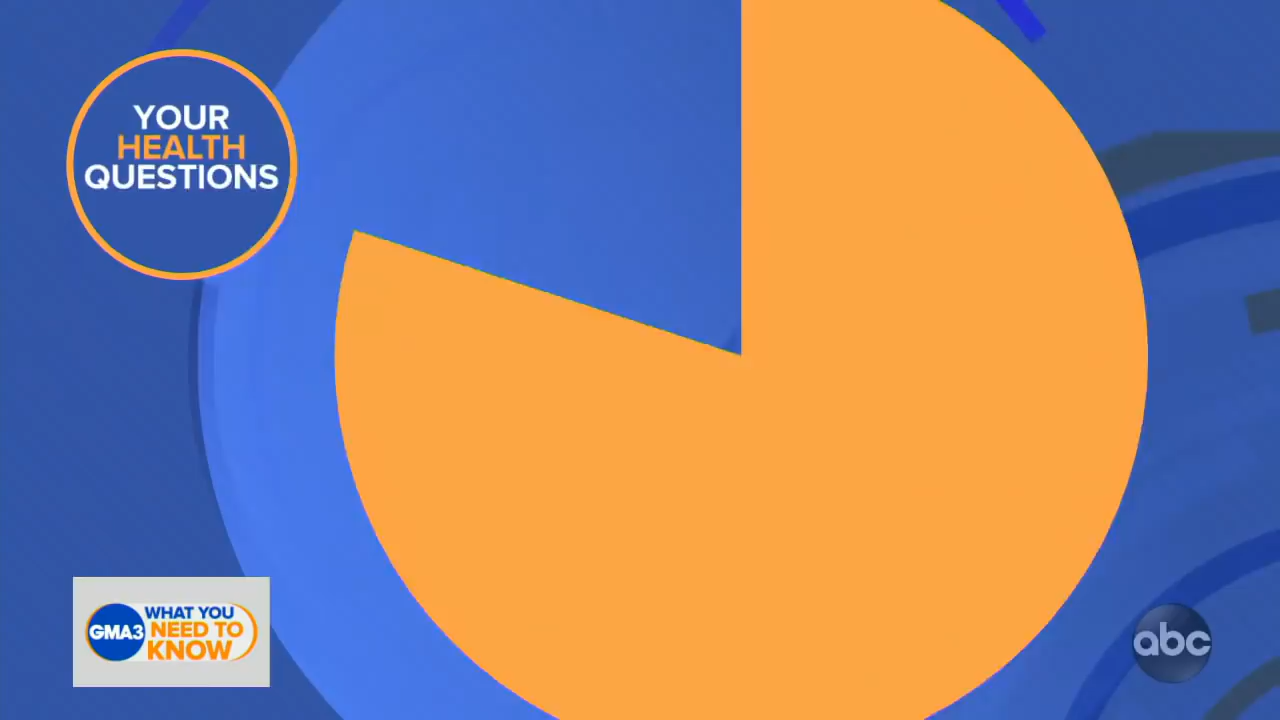 YOUR
HEALTH
QUESTIONS
GMA3
WHAT YOU
NEED TO
KNOW
abc